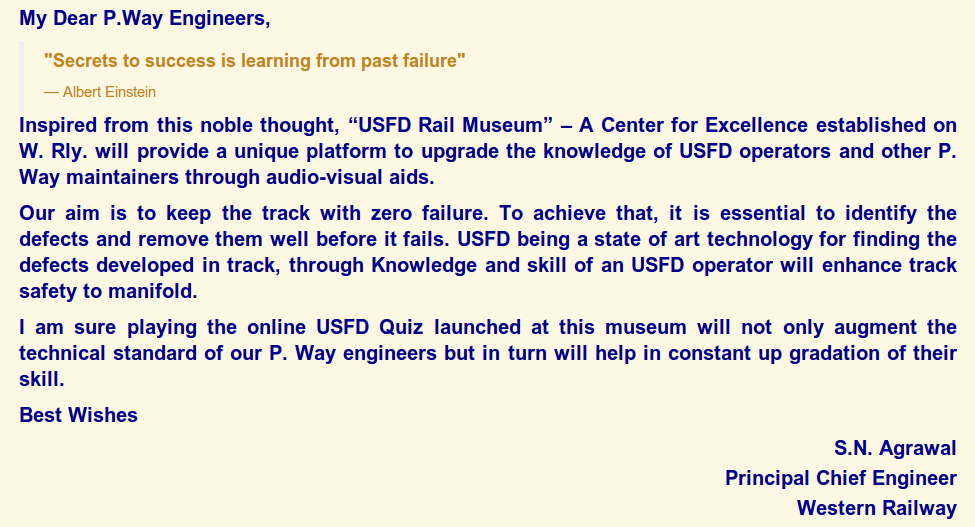 My Dear P.Way Engineers,
"Secrets to success is learning from past failure"
— Albert Einstein
Inspired from this noble thought, “USFD Rail Museum” – A Center for Excellence established on
W. Rly. will provide a unique platform to upgrade the knowledge of USFD operators and other P.
Way maintainers through audio-visual aids.
Our aim is to keep the track with zero failure. To achieve that, it is essential to identify the
defects and remove them well before it fails. USFD being a state of art technology for finding the
defects developed in track, through Knowledge and skill of an USFD operator will enhance track
safety to manifold.
I am sure playing the online USFD Quiz launched at this museum will not only augment the
technical standard of our P. Way engineers but in turn will help in constant up gradation of their
skill.
Best Wishes
S.N. Agrawal
Principal Chief Engineer
Western Railway